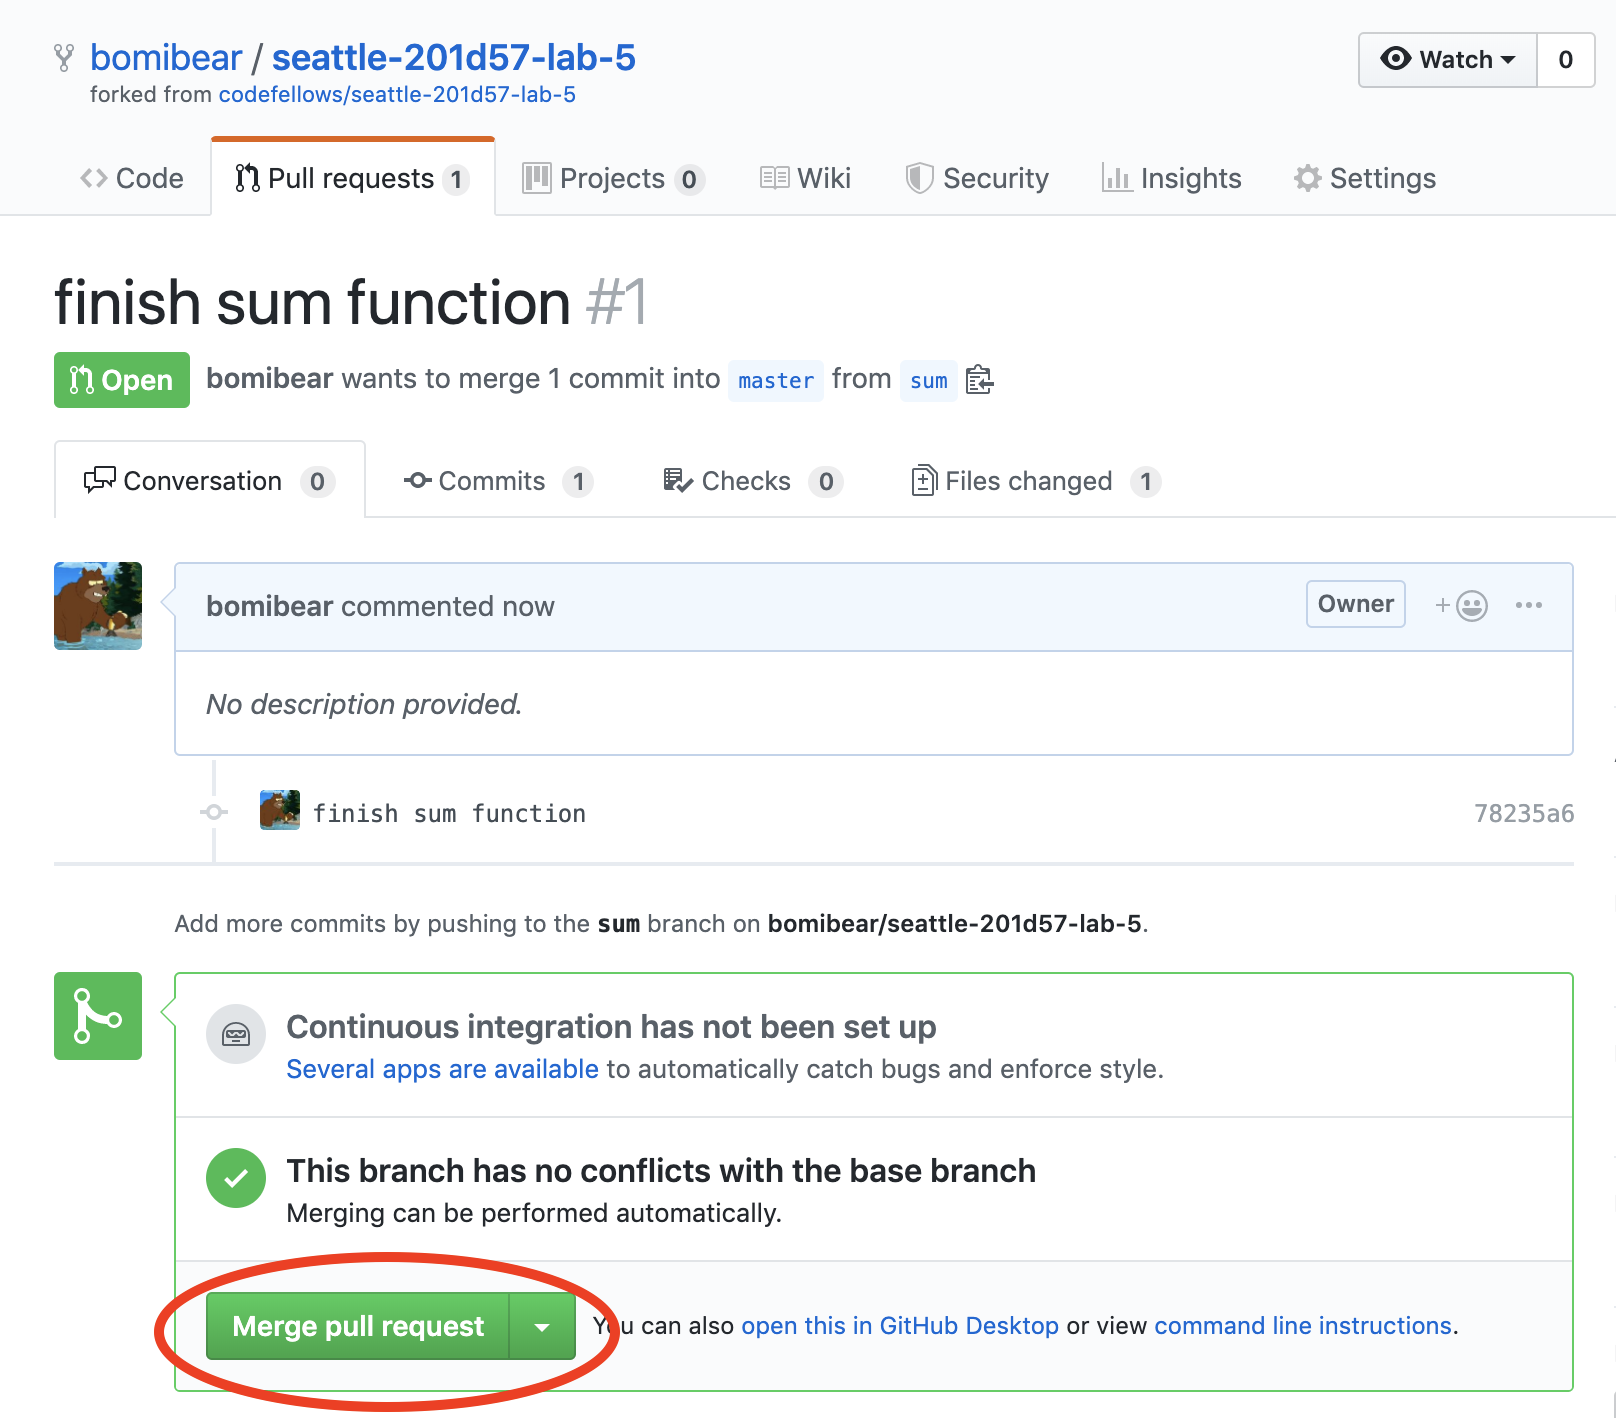 bomibear / seattle-201d57-lab-5
Watch 0
forked from codefellows/seattle-201d57-lab-5
Code Pull requests 1 Projects 0 Wiki Security Insights Settings
finish sum function #1
Open bomibear wants to merge 1 commit into master from sum
Conversation 0 Commits 1 Checks 0 Files changed 1
bomibear commented now Owner
No description provided.
finish sum function 78235a6
Add more commits by pushing to the sum branch on bomibear/seattle-201d57-lab-5.
Continuous integration has not been set up
Several apps are available to automatically catch bugs and enforce style.
This branch has no conflicts with the base branch
Merging can be performed automatically.
Merge pull request You can also open this in GitHub Desktop or view command line instructions.